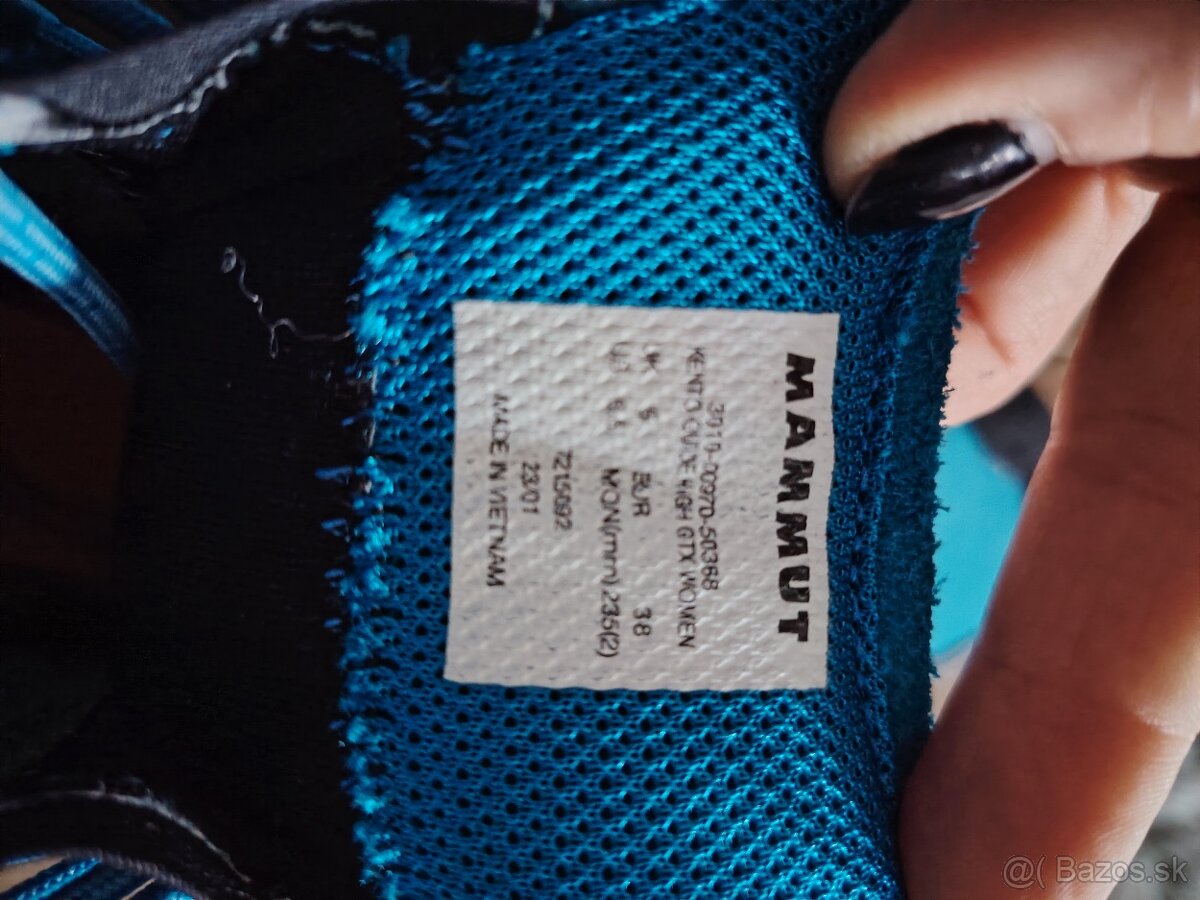 MAMMUT
3010-00970-50368
KENTO GUIDE HIGH GTX WOMEN
UK 5 EUR 38
US 6.5 MON(mm).235(2)
7215692
23/01
MADE IN VIETNAM
@( Bazos.sk